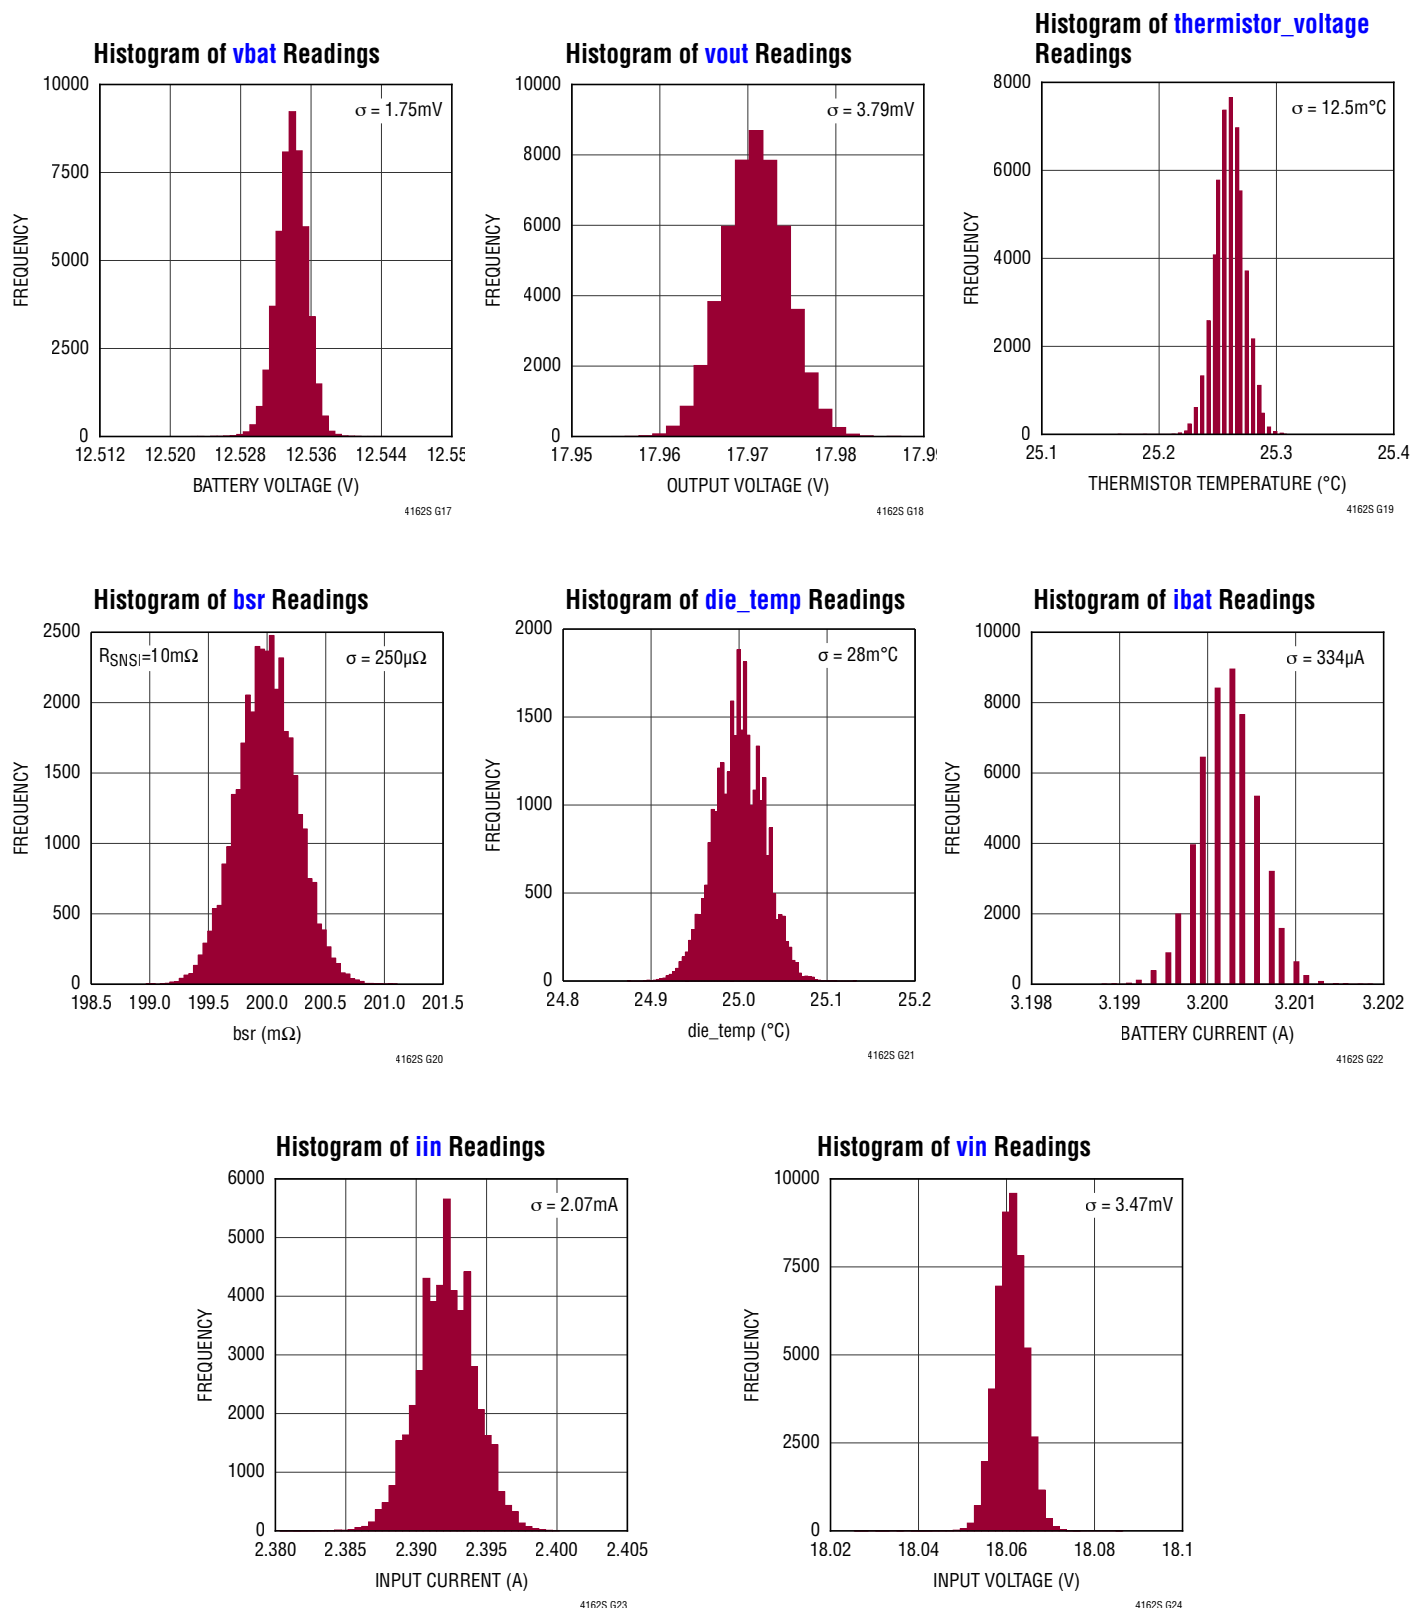 Histogram of vbat Readings
10000
7500
5000
2500
0
FREQUENCY
σ = 1.75mV
12.512 12.520 12.528 12.536 12.544
BATTERY VOLTAGE (V)
4162S G17
Histogram of vout Readings
10000
8000
6000
4000
2000
0
FREQUENCY
σ = 3.79mV
17.95 17.96 17.97 17.98
OUTPUT VOLTAGE (V)
4162S G18
Histogram of thermistor_voltage
Readings
8000
6000
4000
2000
0
FREQUENCY
σ = 12.5m°C
25.1 25.2 25.3 25.4
THERMISTOR TEMPERATURE (°C)
4162S G19
Histogram of bsr Readings
2500
2000
1500
1000
500
0
FREQUENCY
RSNSI=10mΩ
σ = 250µΩ
198.5 199.0 199.5 200.0 200.5 201.0 201.5
bsr (mΩ)
4162S G20
Histogram of die_temp Readings
2000
1500
1000
500
0
FREQUENCY
σ = 28m°C
24.8 24.9 25.0 25.1 25.2
die_temp (°C)
4162S G21
Histogram of ibat Readings
10000
8000
6000
4000
2000
0
FREQUENCY
σ = 334µA
3.198 3.199 3.200 3.201 3.202
BATTERY CURRENT (A)
4162S G22
Histogram of iin Readings
6000
5000
4000
3000
2000
1000
0
FREQUENCY
σ = 2.07mA
2.380 2.385 2.390 2.395 2.400 2.405
INPUT CURRENT (A)
4162S G23
Histogram of vin Readings
10000
7500
5000
2500
0
FREQUENCY
σ = 3.47mV
18.02 18.04 18.06 18.08 18.1
INPUT VOLTAGE (V)
4162S G24